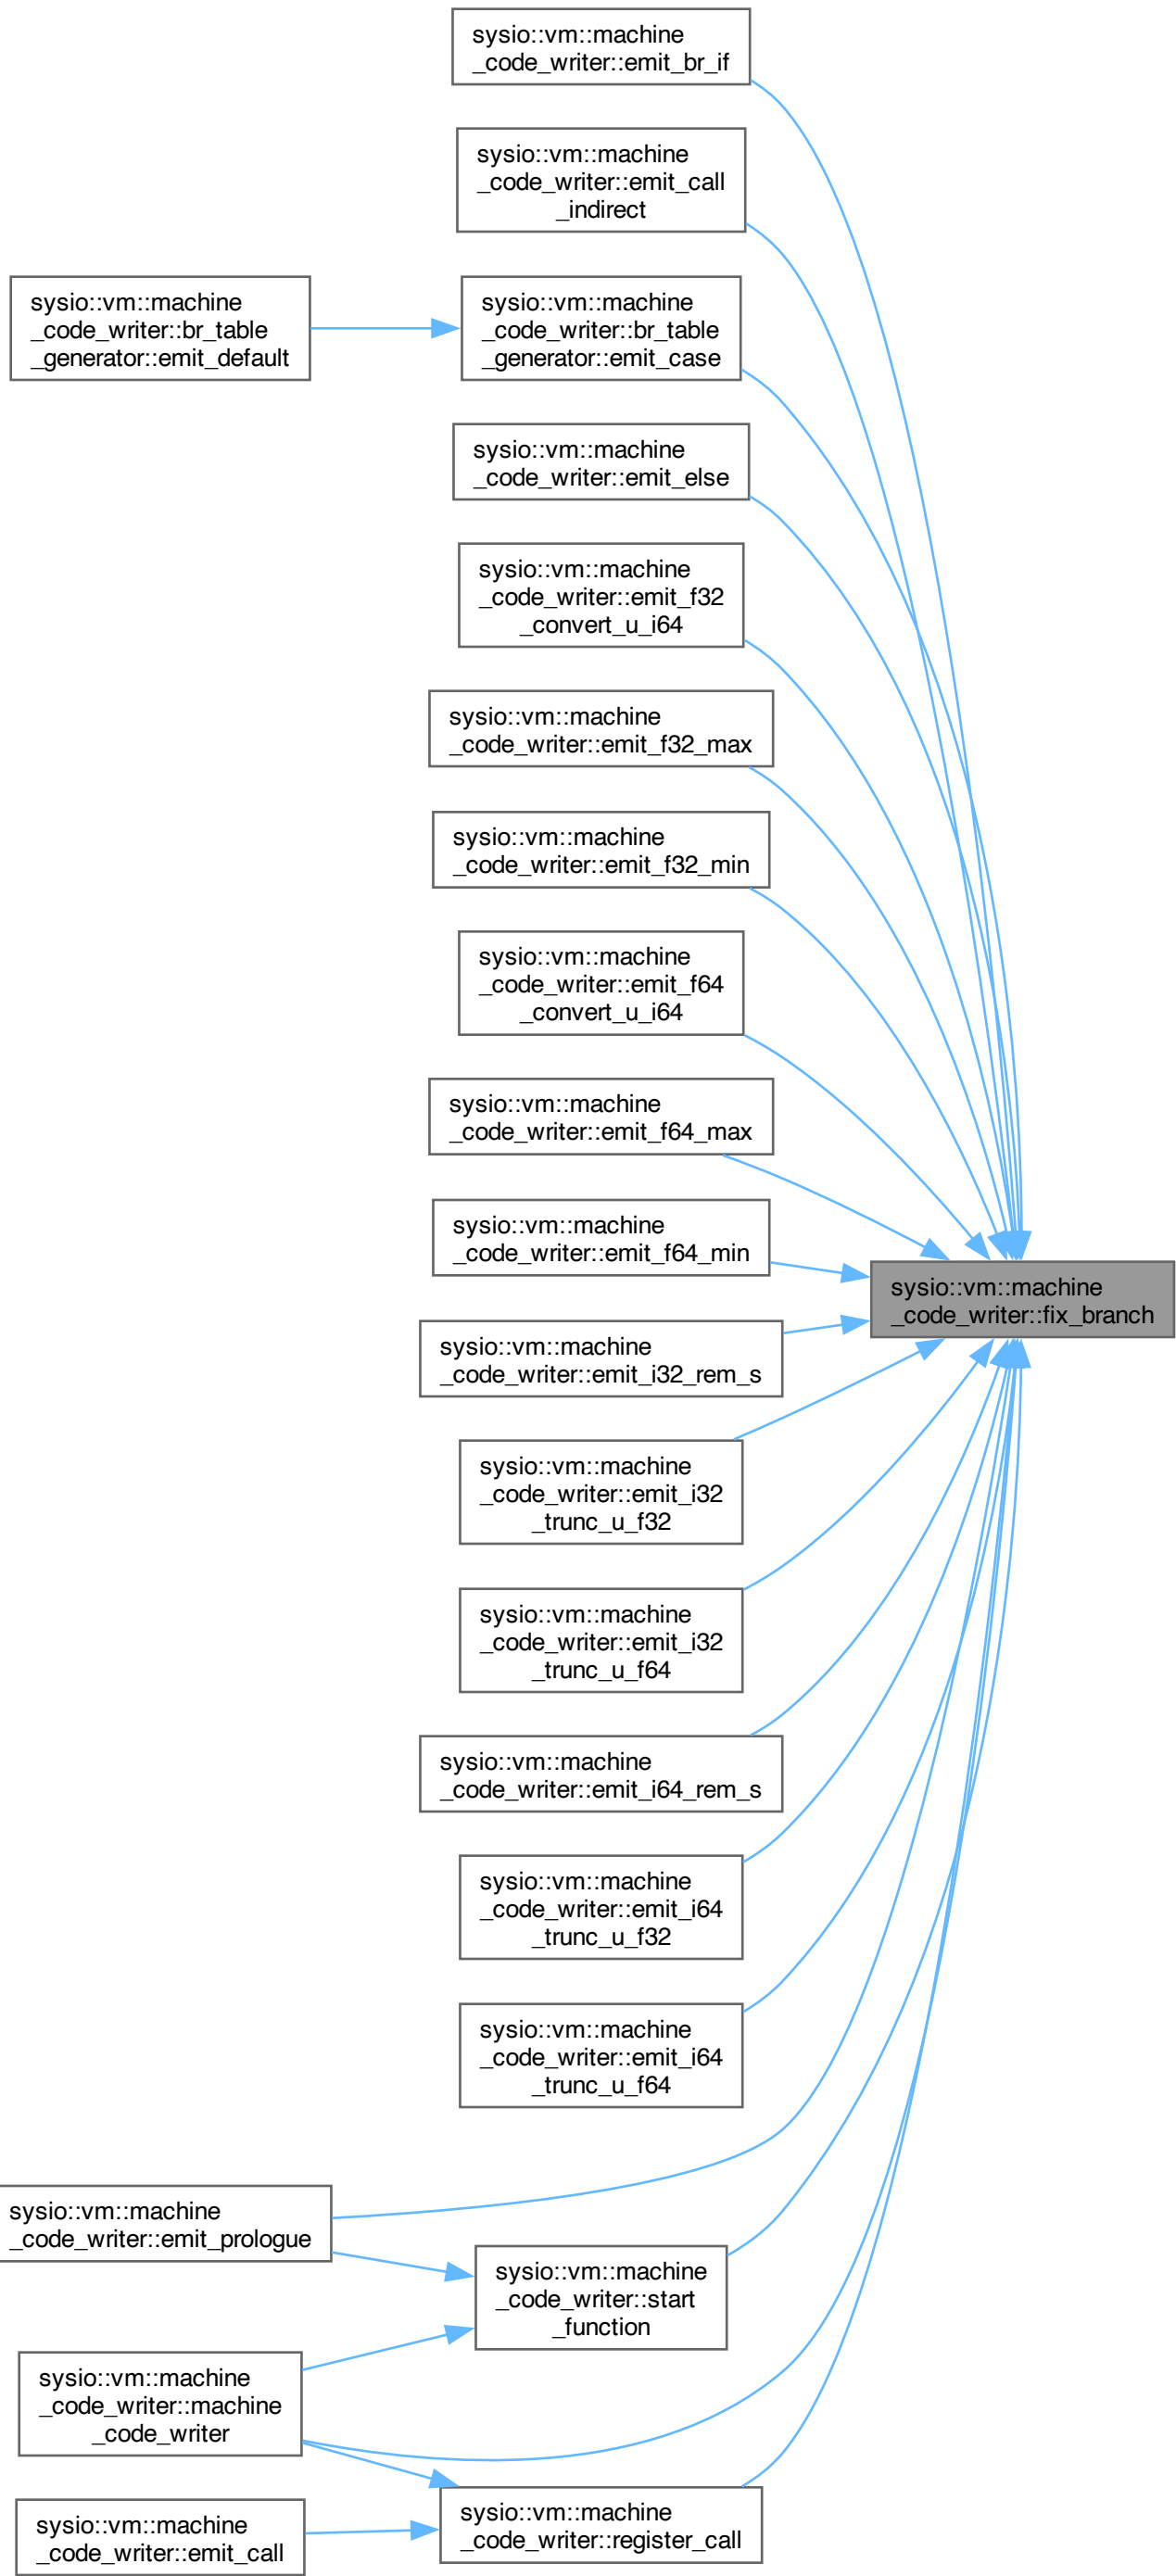 sysio::vm::machine
_code_writer::emit_br_if
sysio::vm::machine
_code_writer::emit_call
_indirect
sysio::vm::machine
_code_writer::br_table
_generator::emit_default
sysio::vm::machine
_code_writer::br_table
_generator::emit_case
sysio::vm::machine
_code_writer::emit_else
sysio::vm::machine
_code_writer::emit_f32
_convert_u_i64
sysio::vm::machine
_code_writer::emit_f32_max
sysio::vm::machine
_code_writer::emit_f32_min
sysio::vm::machine
_code_writer::emit_f64
_convert_u_i64
sysio::vm::machine
_code_writer::emit_f64_max
sysio::vm::machine
_code_writer::emit_f64_min
sysio::vm::machine
_code_writer::fix_branch
sysio::vm::machine
_code_writer::emit_i32_rem_s
sysio::vm::machine
_code_writer::emit_i32
_trunc_u_f32
sysio::vm::machine
_code_writer::emit_i32
_trunc_u_f64
sysio::vm::machine
_code_writer::emit_i64_rem_s
sysio::vm::machine
_code_writer::emit_i64
_trunc_u_f32
sysio::vm::machine
_code_writer::emit_i64
_trunc_u_f64
sysio::vm::machine
_code_writer::emit_prologue
sysio::vm::machine
_code_writer::start
_function
sysio::vm::machine
_code_writer::machine
_code_writer
sysio::vm::machine
_code_writer::register_call
sysio::vm::machine
_code_writer::emit_call